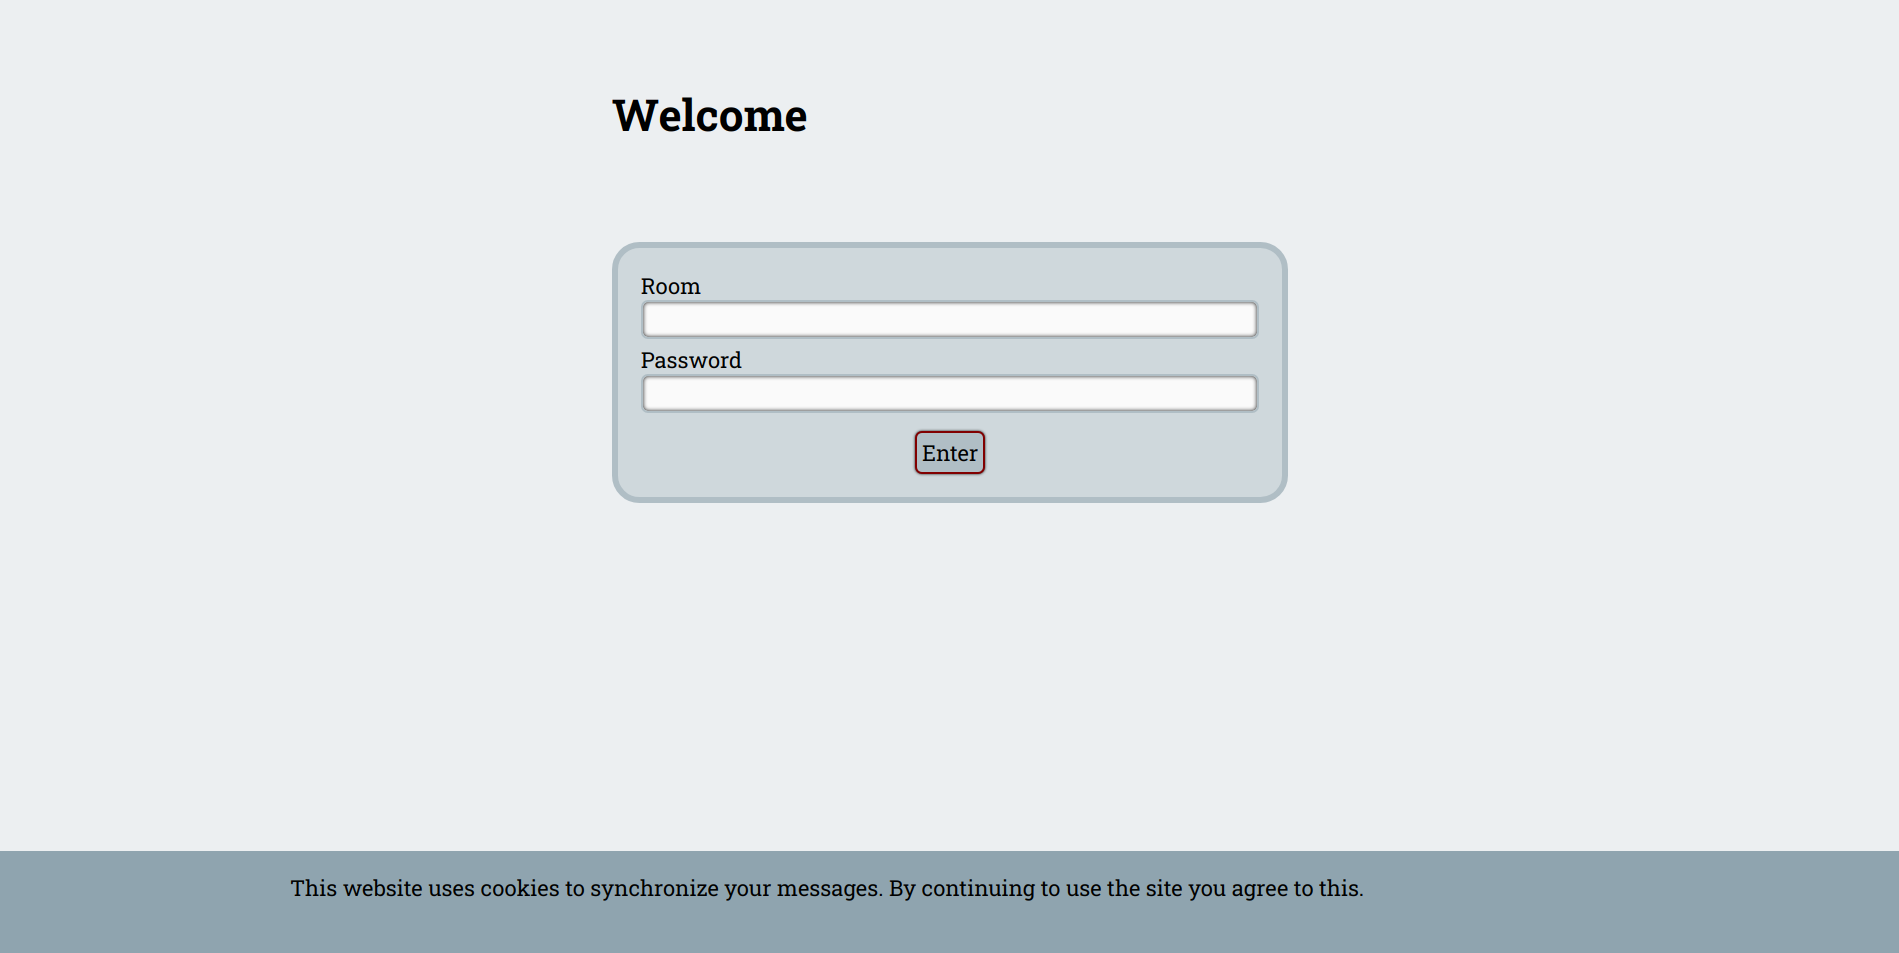 Welcome
Room
Password
Enter
This website uses cookies to synchronize your messages. By continuing to use the site you agree to this.